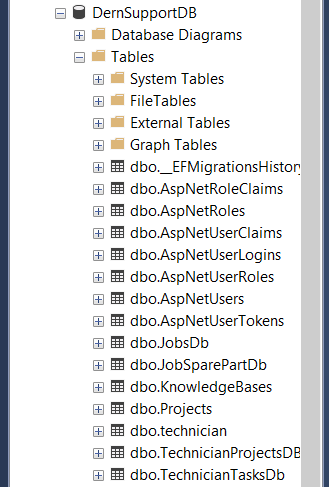 DernSupportDB
Database Diagrams
Tables
System Tables
FileTables
External Tables
Graph Tables
dbo.__EFMigrationsHistory
dbo.AspNetRoleClaims
dbo.AspNetRoles
dbo.AspNetUserClaims
dbo.AspNetUserLogins
dbo.AspNetUserRoles
dbo.AspNetUsers
dbo.AspNetUserTokens
dbo.JobsDb
dbo.JobSparePartDb
dbo.KnowledgeBases
dbo.Projects
dbo.technician
dbo.TechnicianProjectsDB
dbo.TechnicianTasksDb